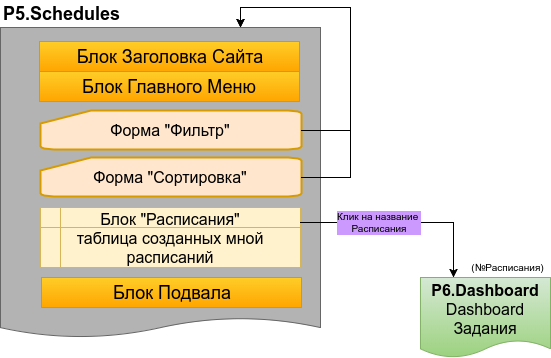 P5.Schedules
Блок Заголовка Сайта
Блок Главного Меню
Форма "Фильтр"
Форма "Сортировка"
Блок "Расписания"
таблица созданных мной
расписаний
Блок Подвала
Клик на название
Расписания
(№Расписания)
P6.Dashboard
Dashboard
Задания